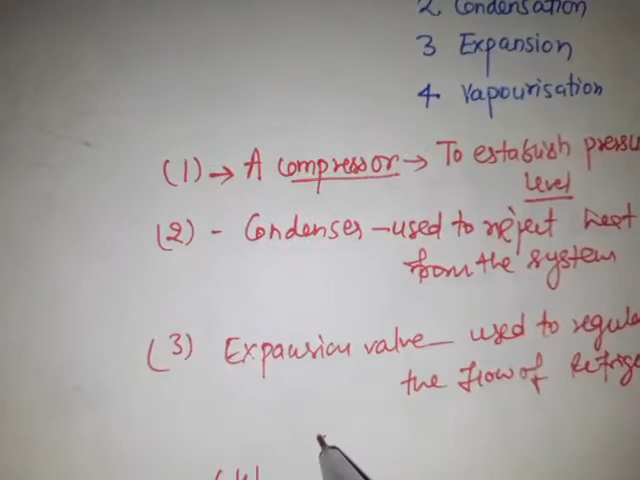 2 Condensation
3 Expansion
4 Vapourisation
(1) → A compressor → To establish pressu
level
(2) - Condenser - used to reject heat
from the system
(3) Expansion valve - used to regula
the flow of Refrige